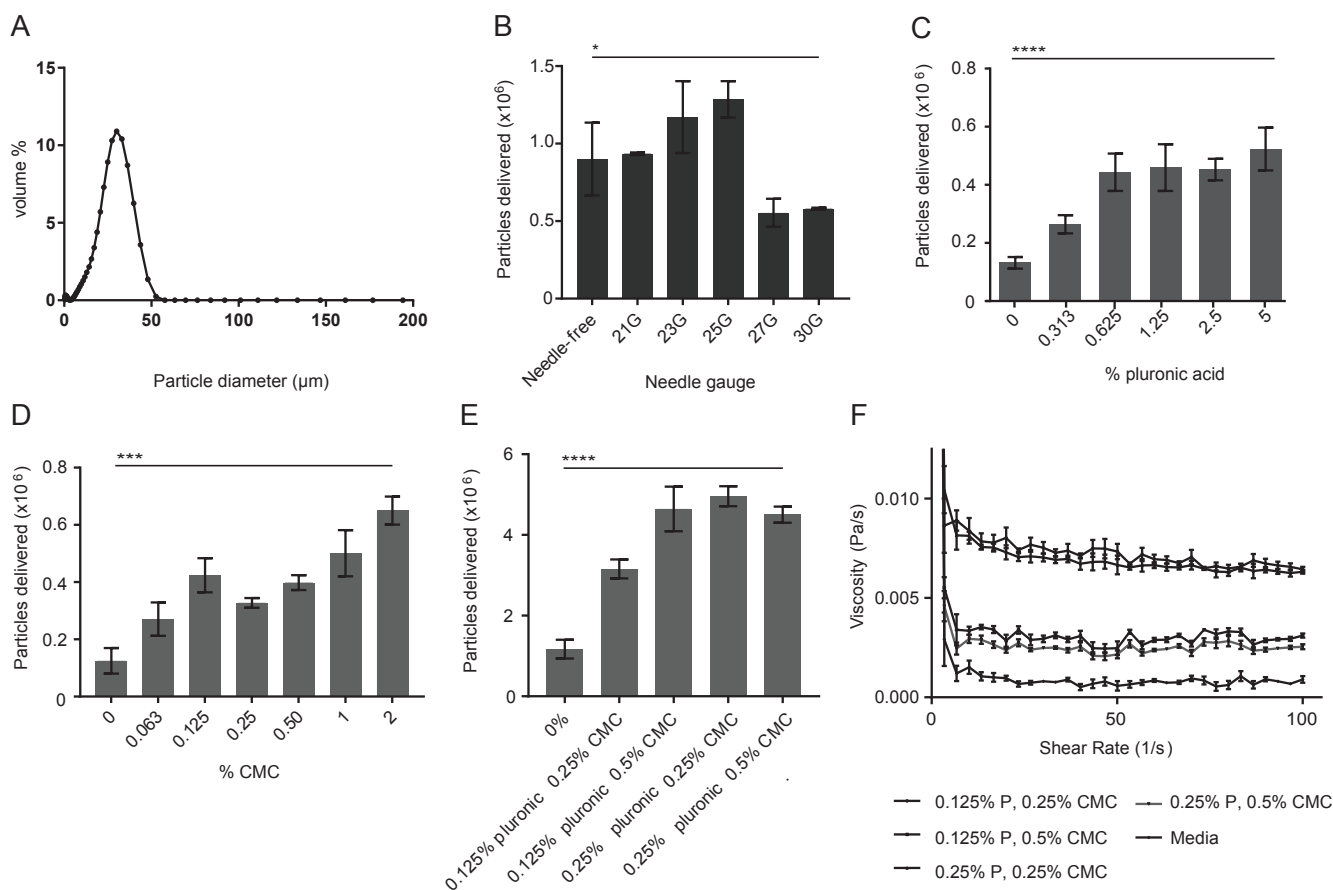 A
15
10
5
0
volume %
0
50
100
150
200
Particle diameter (µm)
B
*
1.5
1.0
0.5
0
Particles delivered (x10⁶)
Needle-free
21G
23G
25G
27G
30G
Needle gauge
C
****
0.8
0.6
0.4
0.2
0
Particles delivered (x10⁶)
0
0.313
0.625
1.25
2.5
5
% pluronic acid
D
***
0.8
0.6
0.4
0.2
0
Particles delivered (x10⁶)
0
0.063
0.125
0.25
0.50
1
2
% CMC
E
****
6
4
2
0
Particles delivered (x10⁶)
0%
0.125% pluronic 0.25% CMC
0.125% pluronic 0.5% CMC
0.25% pluronic 0.25% CMC
0.25% pluronic 0.5% CMC
F
0.010
0.005
0.000
Viscosity (Pa/s)
0
50
100
Shear Rate (1/s)
0.125% P, 0.25% CMC
0.25% P, 0.5% CMC
0.125% P, 0.5% CMC
Media
0.25% P, 0.25% CMC